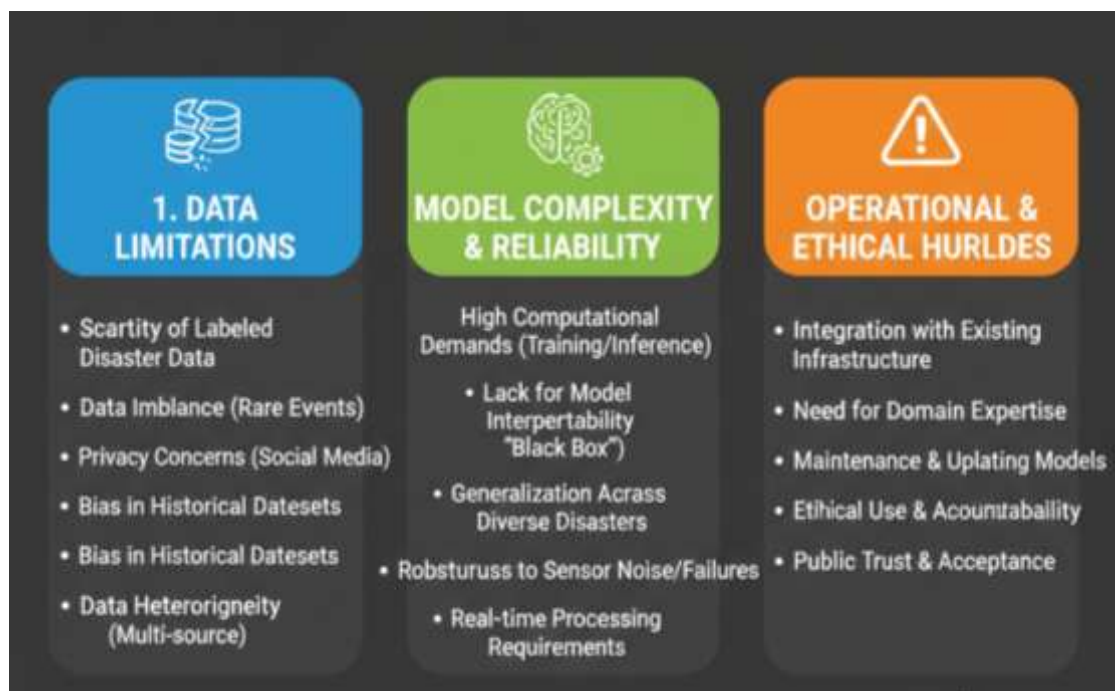 1. DATA
LIMITATIONS
• Scartity of Labeled
Disaster Data
• Data Imblance (Rare Events)
• Privacy Concerns (Social Media)
• Bias in Historical Datesets
• Bias in Historical Datesets
• Data Heterorigneity
(Multi-source)
MODEL COMPLEXITY
& RELIABILITY
High Computational
Demands (Training/Inference)
• Lack for Model
Interpertability
"Black Box")
• Generalization Acrass
Diverse Disasters
• Robsturuss to Sensor Noise/Failures
• Real-time Processing
Requirements
OPERATIONAL &
ETHICAL HURLDES
• Integration with Existing
Infrastructure
• Need for Domain Expertise
• Maintenance & Uplating Models
• Etihical Use & Acountabaility
• Public Trust & Acceptance